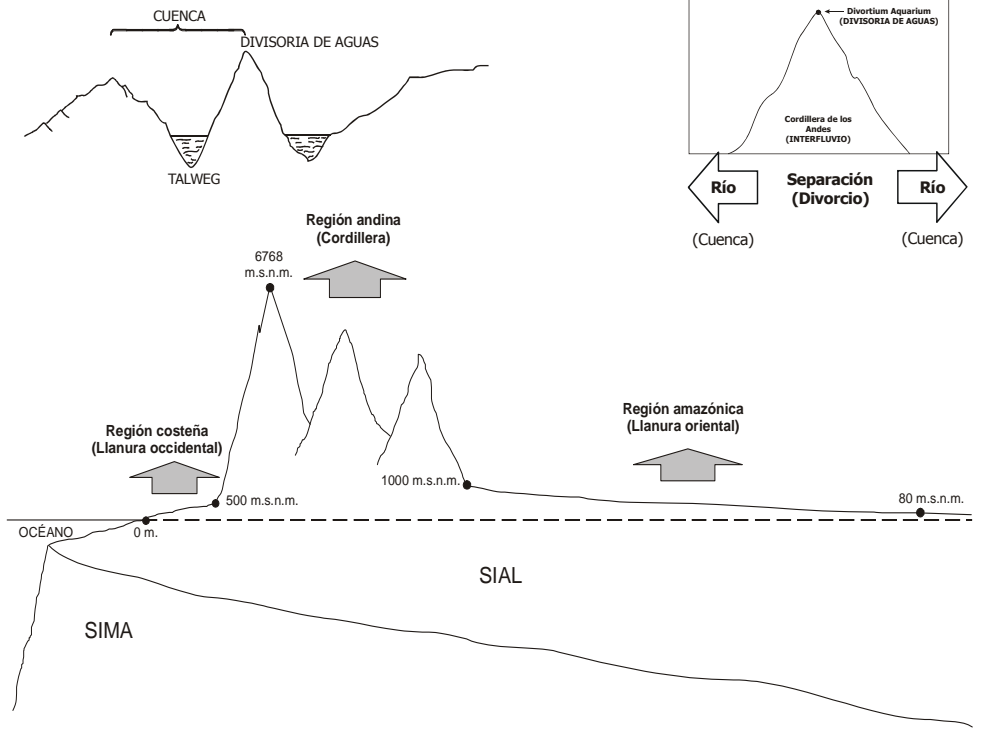 CUENCA
DIVISORIA DE AGUAS
TALWEG
Divortium Aquarium
(DIVISORIA DE AGUAS)
Cordillera de los
Andes
(INTERFLUVIO)
Río
Separación
(Divorcio)
Río
(Cuenca)
(Cuenca)
Región andina
(Cordillera)
6768
m.s.n.m.
Región costeña
(Llanura occidental)
Región amazónica
(Llanura oriental)
500 m.s.n.m.
1000 m.s.n.m.
80 m.s.n.m.
OCÉANO
0 m.
SIAL
SIMA